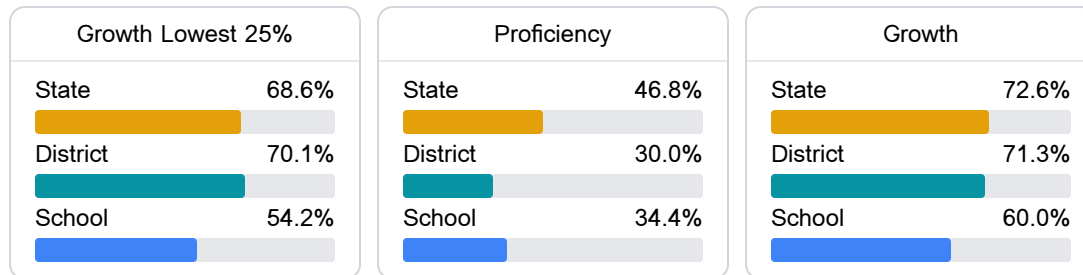 Growth Lowest 25%
State 68.6%
District 70.1%
School 54.2%
Proficiency
State 46.8%
District 30.0%
School 34.4%
Growth
State 72.6%
District 71.3%
School 60.0%